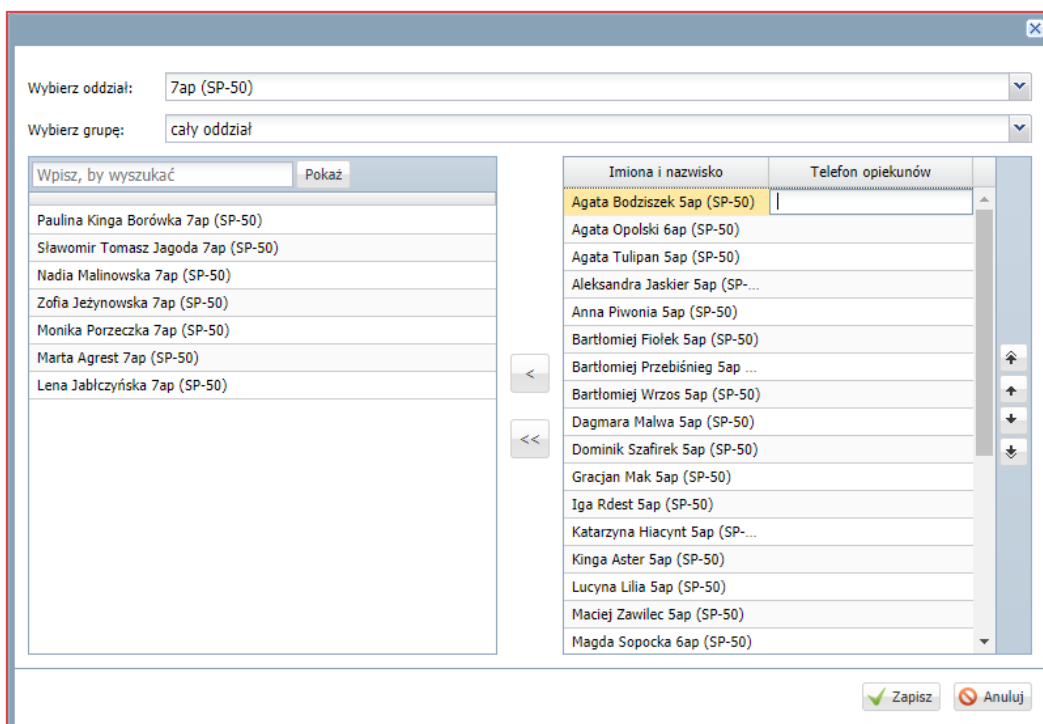 Wybierz oddział: 7ap (SP-50)
Wybierz grupę: cały oddział
Wpisz, by wyszukać Pokaż
Paulina Kinga Borówka 7ap (SP-50)
Sławomir Tomasz Jagoda 7ap (SP-50)
Nadia Malinowska 7ap (SP-50)
Zofia Jeżynowska 7ap (SP-50)
Monika Porzeczka 7ap (SP-50)
Marta Agrest 7ap (SP-50)
Lena Jabłczyńska 7ap (SP-50)
<
<<
Imiona i nazwisko Telefon opiekunów
Agata Bodziszek 5ap (SP-50)
Agata Opolski 6ap (SP-50)
Agata Tulipan 5ap (SP-50)
Aleksandra Jaskier 5ap (SP-...
Anna Piwonia 5ap (SP-50)
Bartłomiej Fiołek 5ap (SP-50)
Bartłomiej Przebiśnieg 5ap ...
Bartłomiej Wrzos 5ap (SP-50)
Dagmara Malwa 5ap (SP-50)
Dominik Szafirek 5ap (SP-50)
Gracjan Mak 5ap (SP-50)
Iga Rdest 5ap (SP-50)
Katarzyna Hiacynt 5ap (SP-...
Kinga Aster 5ap (SP-50)
Lucyna Lilia 5ap (SP-50)
Maciej Zawilec 5ap (SP-50)
Magda Sopocka 6ap (SP-50)
Zapisz Anuluj